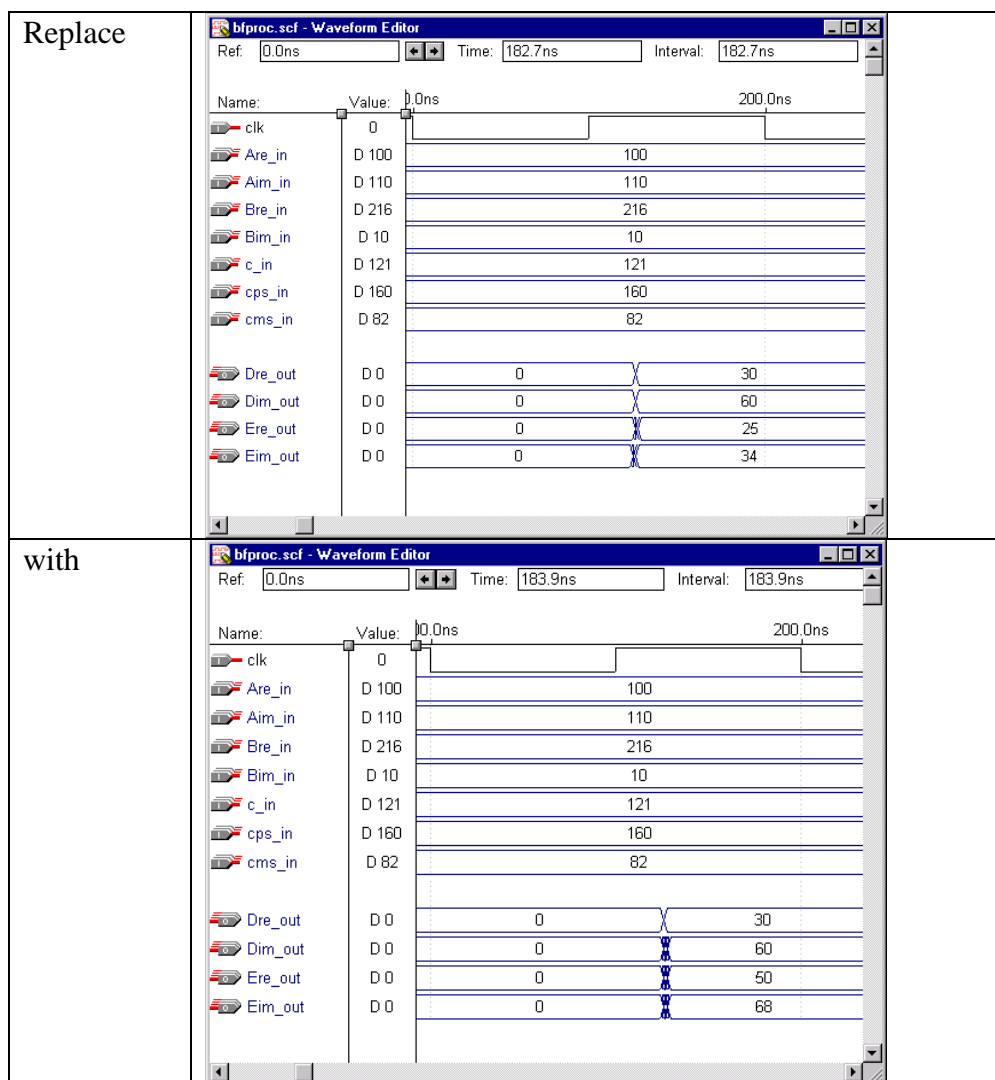 Replace
bfproc.scf - Waveform Editor
Ref: 0.0ns Time: 182.7ns Interval: 182.7ns
Name: Value: 0.0ns 200.0ns
clk 0
Are_in D 100 100
Aim_in D 110 110
Bre_in D 216 216
Bim_in D 10 10
c_in D 121 121
cps_in D 160 160
cms_in D 82 82
Dre_out D 0 0 30
Dim_out D 0 0 60
Ere_out D 0 0 25
Eim_out D 0 0 34
with
bfproc.scf - Waveform Editor
Ref: 0.0ns Time: 183.9ns Interval: 183.9ns
Name: Value: 00.0ns 200.0ns
clk 0
Are_in D 100 100
Aim_in D 110 110
Bre_in D 216 216
Bim_in D 10 10
c_in D 121 121
cps_in D 160 160
cms_in D 82 82
Dre_out D 0 0 30
Dim_out D 0 0 60
Ere_out D 0 0 50
Eim_out D 0 0 68